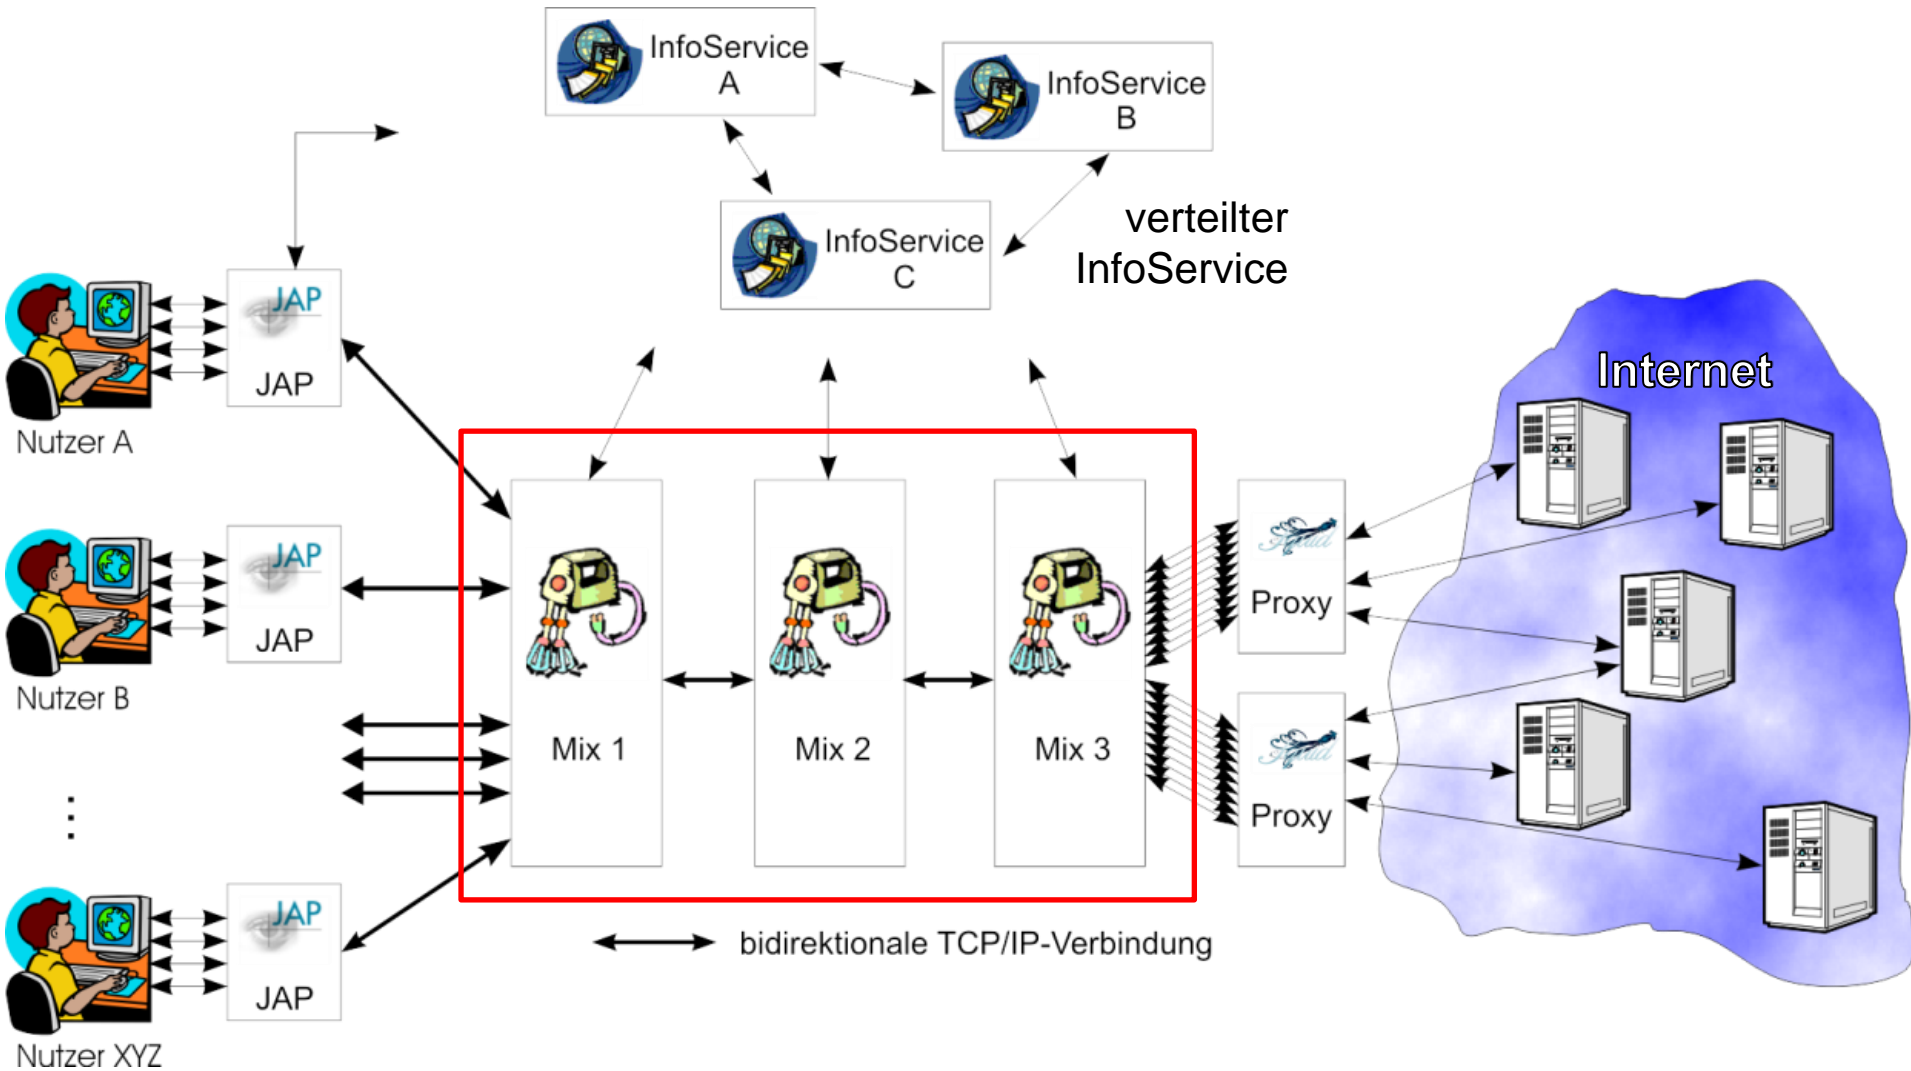 InfoService
A
InfoService
B
InfoService
C
verteilter
InfoService
JAP
JAP
Nutzer A
JAP
JAP
Nutzer B
JAP
JAP
Nutzer XYZ
Mix 1
Mix 2
Mix 3
Proxy
Proxy
Internet
bidirektionale TCP/IP-Verbindung